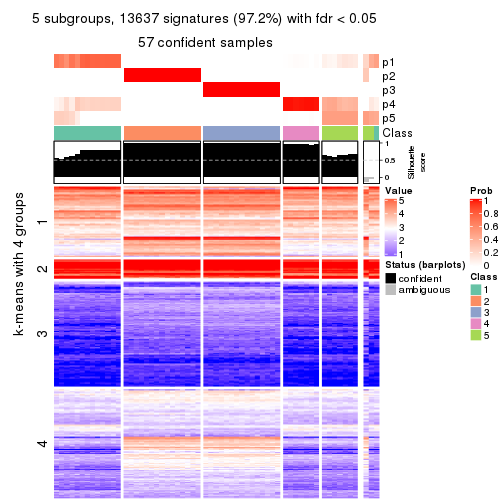 5 subgroups, 13637 signatures (97.2%) with fdr < 0.05
57 confident samples
p1
p2
p3
p4
p5
Class
1
0.5
0
Silhouette
score
k-means with 4 groups
1
2
3
4
Value
5
4
3
2
1
Status (barplots)
confident
ambiguous
Prob
1
0.8
0.6
0.4
0.2
0
Class
1
2
3
4
5